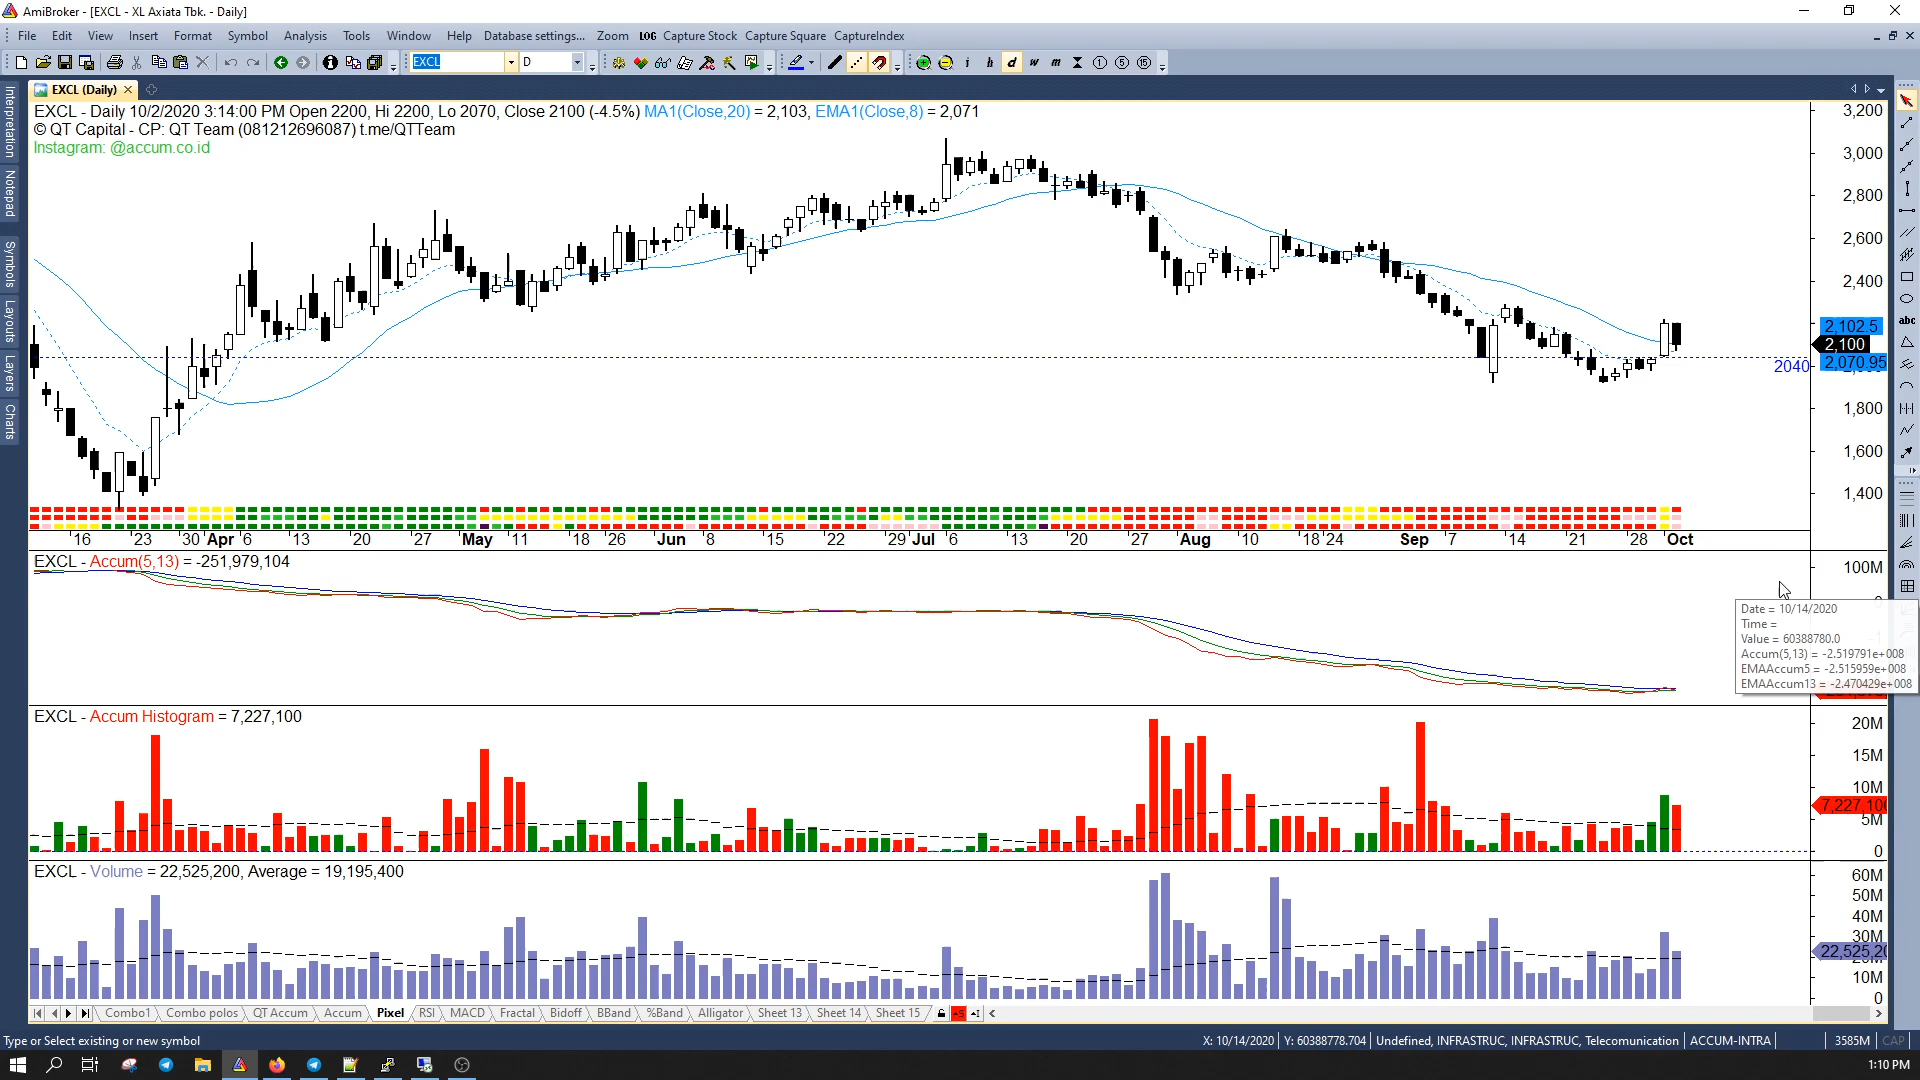 AmiBroker - [EXCL - XL Axiata Tbk. - Daily]
File Edit View Insert Format Symbol Analysis Tools Window Help Database settings... Zoom LOG Capture Stock Capture Square CaptureIndex
EXCL D i h d w m 1 5 15
EXCL (Daily)
Interpretation
Notepad
Symbols
Layouts
Layers
Charts
EXCL - Daily 10/2/2020 3:14:00 PM Open 2200, Hi 2200, Lo 2070, Close 2100 (-4.5%) MA1(Close,20) = 2,103, EMA1(Close,8) = 2,071
© QT Capital - CP: QT Team (081212696087) t.me/QTTeam
Instagram: @accum.co.id
3,200
3,000
2,800
2,600
2,400
2,102.5
2,100
2,070.95
2040
1,800
1,600
1,400
abc
16 23 30 Apr 6 13 20 27 May 11 18 26 Jun 8 15 22 29 Jul 6 13 20 27 Aug 10 18 24 Sep 7 14 21 28 Oct
EXCL - Accum(5,13) = -251,979,104
100M
Date = 10/14/2020
Time =
Value = 60388780.0
Accum(5,13) = -2.519791e+008
EMAAccum5 = -2.515959e+008
EMAAccum13 = -2.470429e+008
EXCL - Accum Histogram = 7,227,100
20M
15M
10M
7,227,100
5M
0
EXCL - Volume = 22,525,200, Average = 19,195,400
60M
50M
40M
30M
22,525,20
10M
0
Combo1 Combo polos QT Accum Accum Pixel RSI MACD Fractal Bidoff BBand %Band Alligator Sheet 13 Sheet 14 Sheet 15
Type or Select existing or new symbol X: 10/14/2020 Y: 60388778.704 Undefined, INFRASTRUC, INFRASTRUC, Telecomunication ACCUM-INTRA 3585M CAP
1:10 PM